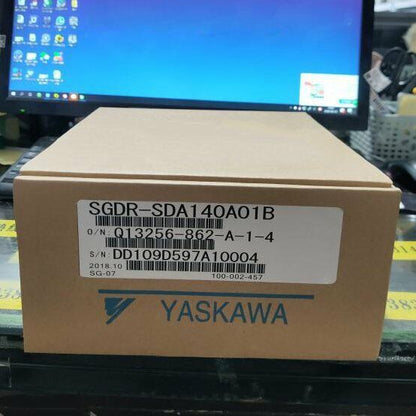 SGDR-SDA140A01B
O/N: Q13256-862-A-1-4
S/N: DD109D597A10004
2018.10
SG-07 100-002-457
YASKAWA